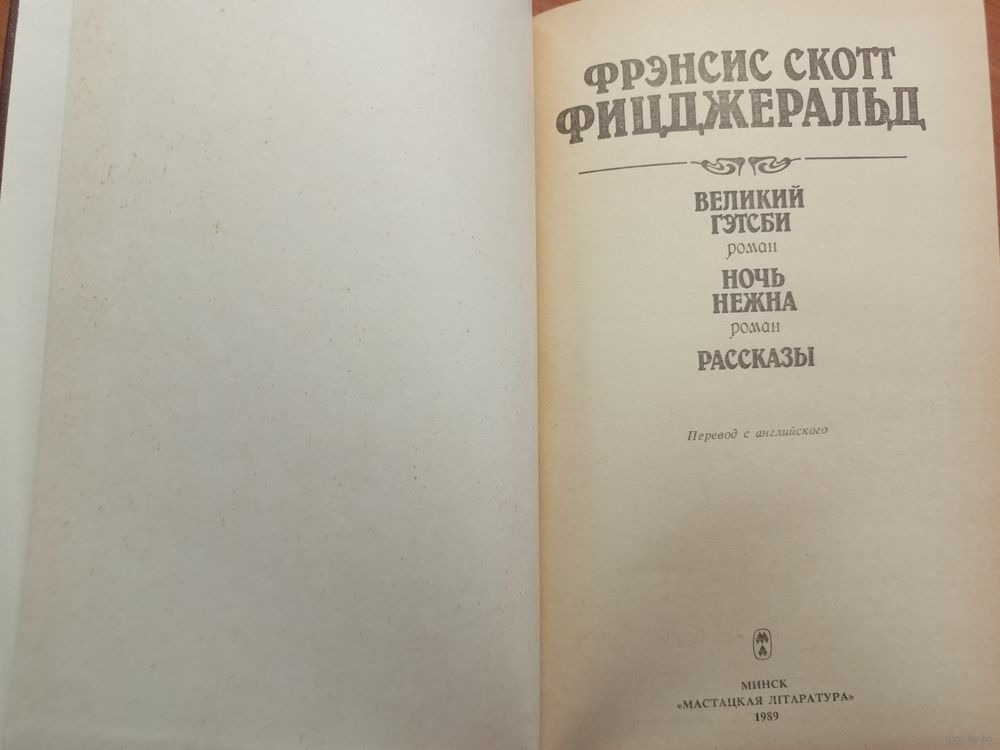 ФРЭНСИС СКОТТ
ФИЦДЖЕРАЛЬД
ВЕЛИКИЙ
ГЭТСБИ
роман
НОЧЬ
НЕЖНА
роман
РАССКАЗЫ
Перевод с английского
МИНСК
«МАСТАЦКАЯ ЛІТАРАТУРА»
1989